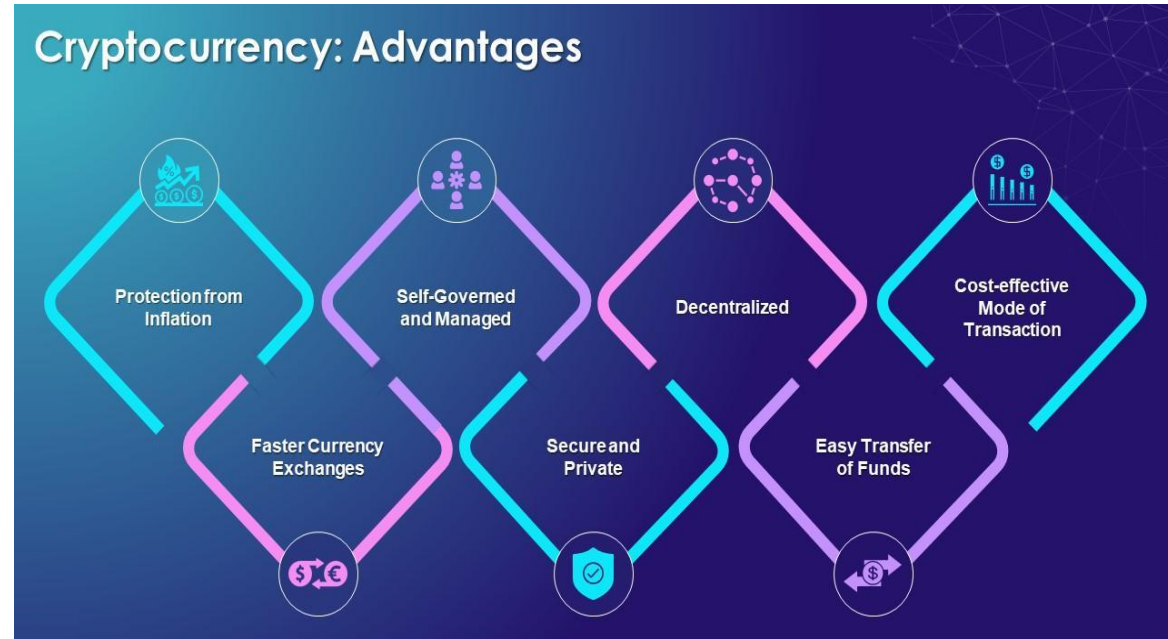 Cryptocurrency: Advantages
Protection from
Inflation
Self-Governed
and Managed
Decentralized
Cost-effective
Mode of
Transaction
Faster Currency
Exchanges
Secure and
Private
Easy Transfer
of Funds